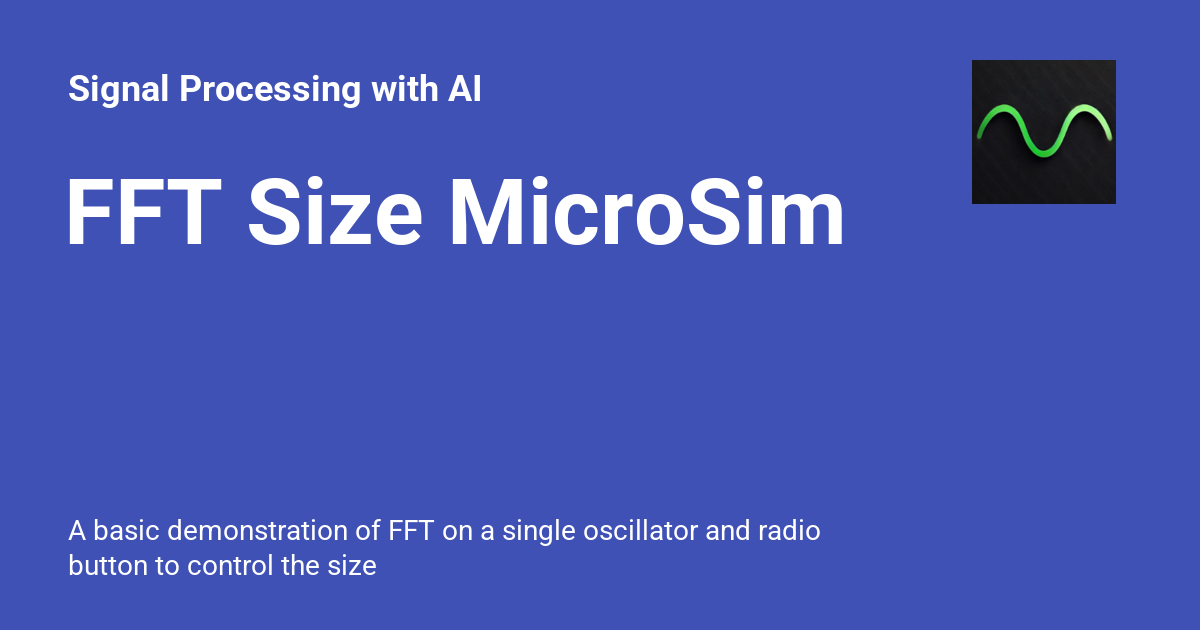 Signal Processing with AI
FFT Size MicroSim
A basic demonstration of FFT on a single oscillator and radio
button to control the size